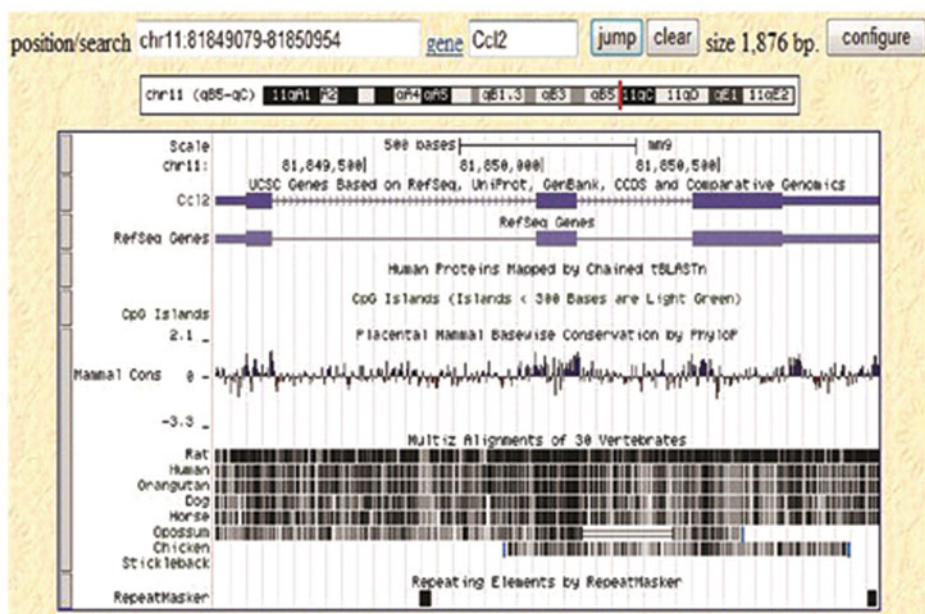 position/search chr11:81849079-81850954 gene Ccl2 jump clear size 1,876 bp. configure
chr11 (qB5-qC) 11qA1 A2 qA4 qA5 qB1.3 qB3 qB5 11qC 11qD qE1 11qE2
Scale 500 bases mm9
chr11: 81,849,500 81,850,000 81,850,500
UCSC Genes Based on RefSeq, UniProt, GenBank, CCDS and Comparative Genomics
Ccl2
RefSeq Genes
RefSeq Genes
Human Proteins Mapped by Chained tBLASTn
CpG Islands (Islands < 300 Bases are Light Green)
CpG Islands
Placental Mammal Basewise Conservation by PhyloP
2.1 _
Mammal Cons 0 -
-3.3 _
Multiz Alignments of 30 Vertebrates
Rat
Human
Orangutan
Dog
Horse
Opossum
Chicken
Stickleback
Repeating Elements by RepeatMasker
RepeatMasker